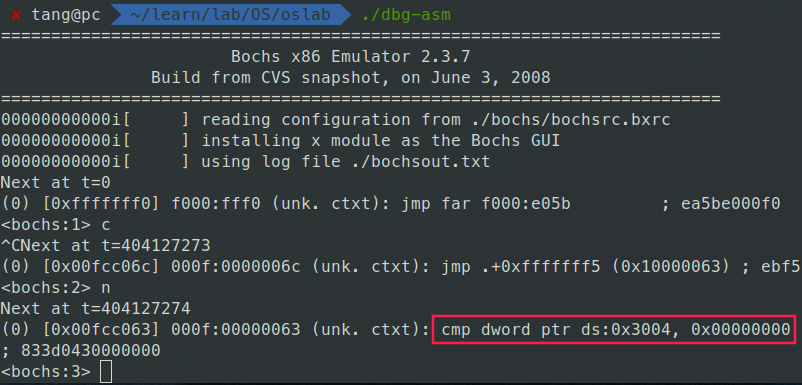 ✘ tang@pc ~/learn/lab/OS/oslab ./dbg-asm
========================================================================
Bochs x86 Emulator 2.3.7
Build from CVS snapshot, on June 3, 2008
========================================================================
00000000000i[     ] reading configuration from ./bochs/bochsrc.bxrc
00000000000i[     ] installing x module as the Bochs GUI
00000000000i[     ] using log file ./bochsout.txt
Next at t=0
(0) [0xfffffff0] f000:fff0 (unk. ctxt): jmp far f000:e05b         ; ea5be000f0
<bochs:1> c
^CNext at t=404127273
(0) [0x00fcc06c] 000f:0000006c (unk. ctxt): jmp .+0xfffffff5 (0x10000063) ; ebf5
<bochs:2> n
Next at t=404127274
(0) [0x00fcc063] 000f:00000063 (unk. ctxt): cmp dword ptr ds:0x3004, 0x00000000
; 833d0430000000
<bochs:3>